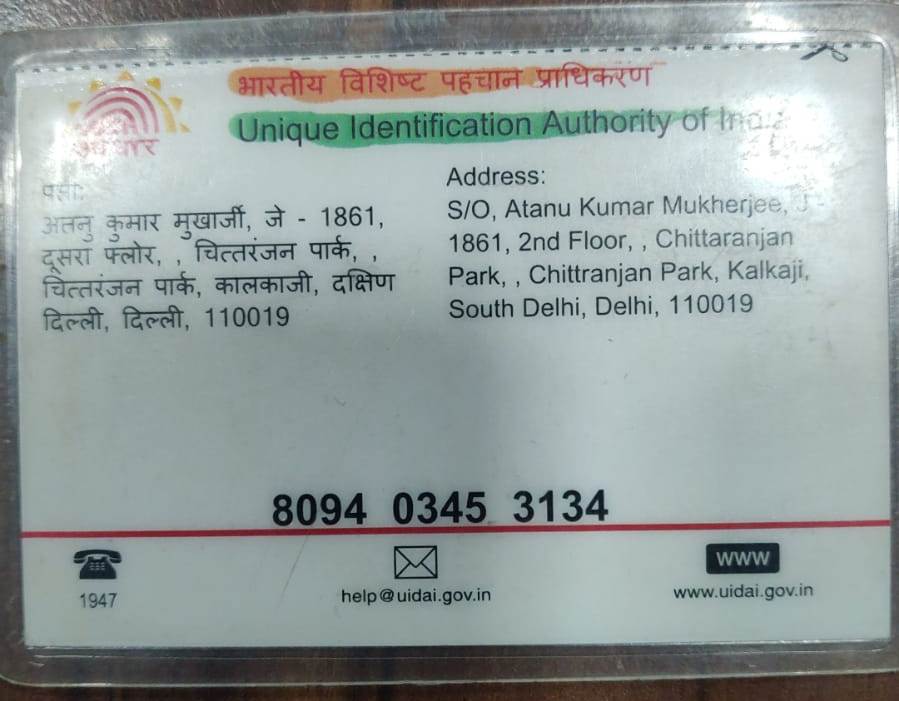 भारतीय विशिष्ट पहचान प्राधिकरण
Unique Identification Authority of India
आधार
पता:
अतनु कुमार मुखार्जी, जे - 1861,
दूसरा फ्लोर, , चित्तरंजन पार्क, ,
चित्तरंजन पार्क, कालकाजी, दक्षिण
दिल्ली, दिल्ली, 110019
Address:
S/O, Atanu Kumar Mukherjee, J -
1861, 2nd Floor, , Chittaranjan
Park, , Chittranjan Park, Kalkaji,
South Delhi, Delhi, 110019
8094 0345 3134
1947
help@uidai.gov.in
www
www.uidai.gov.in